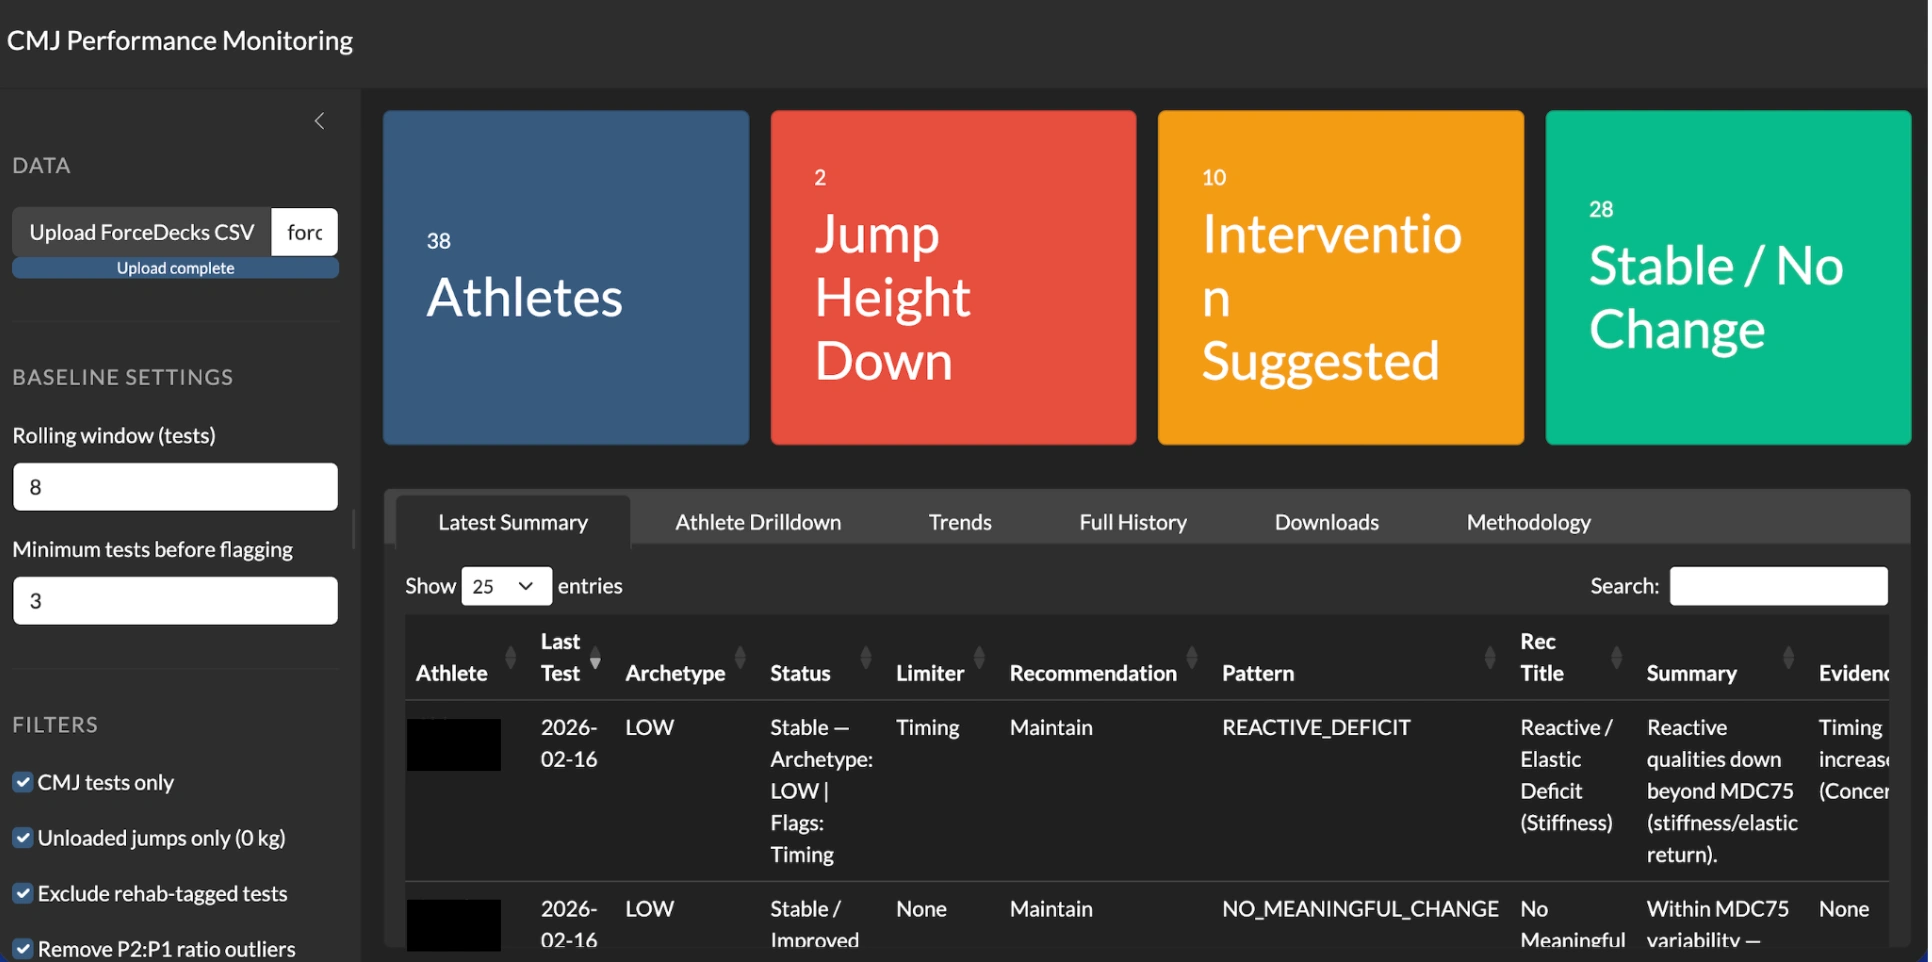 CMJ Performance Monitoring
DATA
Upload ForceDecks CSV
forc
Upload complete
BASELINE SETTINGS
Rolling window (tests)
8
Minimum tests before flagging
3
FILTERS
CMJ tests only
Unloaded jumps only (0 kg)
Exclude rehab-tagged tests
Remove P2:P1 ratio outliers
38
Athletes
2
Jump
Height
Down
10
Interventio
n
Suggested
28
Stable / No
Change
Latest Summary
Athlete Drilldown
Trends
Full History
Downloads
Methodology
Show 25 entries
Search:
Athlete
Last
Test
Archetype
Status
Limiter
Recommendation
Pattern
Rec
Title
Summary
Evidenc
2026-
02-16
LOW
Stable —
Archetype:
LOW |
Flags:
Timing
Timing
Maintain
REACTIVE_DEFICIT
Reactive /
Elastic
Deficit
(Stiffness)
Reactive
qualities down
beyond MDC75
(stiffness/elastic
return).
Timing
increase
(Concer
2026-
02-16
LOW
Stable /
Improved
None
Maintain
NO_MEANINGFUL_CHANGE
No
Meaningful
Within MDC75
variability —
None